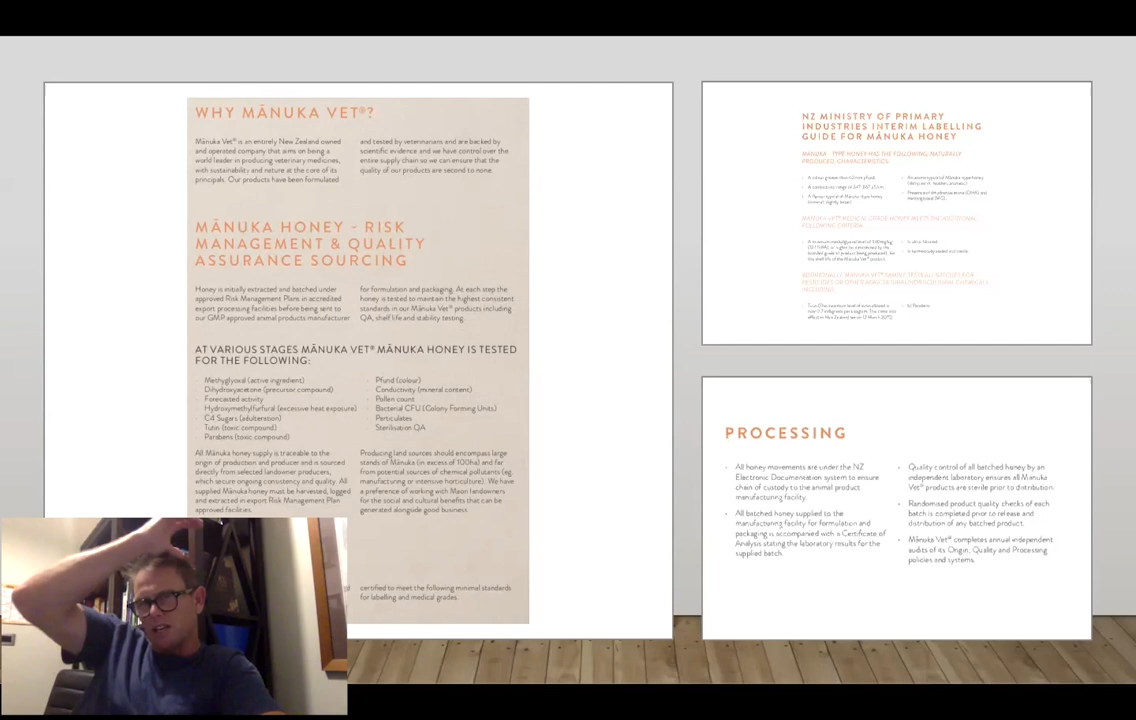 WHY MĀNUKA VET®?
Mānuka Vet® is an entirely New Zealand owned
and operated company that aims on being a
world leader in producing veterinary medicines,
with sustainability and nature at the core of its
principals. Our products have been formulated
and tested by veterinarians and are backed by
scientific evidence and we have control over the
entire supply chain so we can ensure that the
quality of our products are second to none.
MĀNUKA HONEY - RISK
MANAGEMENT & QUALITY
ASSURANCE SOURCING
Honey is initially extracted and batched under
approved Risk Management Plans in accredited
export processing facilities before being sent to
our GMP approved animal products manufacturer
for formulation and packaging. At each step the
honey is tested to maintain the highest consistent
standards in our Mānuka Vet® products including
QA, shelf life and stability testing.
AT VARIOUS STAGES MĀNUKA VET® MĀNUKA HONEY IS TESTED
FOR THE FOLLOWING:
Methylglyoxal (active ingredient)
Dihydroxyacetone (precursor compound)
Forecasted activity
Hydroxymethylfurfural (excessive heat exposure)
C4 Sugars (adulteration)
Tutin (toxic compound)
Parabens (toxic compound)
Pfund (colour)
Conductivity (mineral content)
Pollen count
Bacterial CFU (Colony Forming Units)
Particulates
Sterilisation QA
All Mānuka honey supply is traceable to the
origin of production and producer and is sourced
directly from selected landowner producers,
which secure ongoing consistency and quality. All
supplied Mānuka honey must be harvested, logged
and extracted in export Risk Management Plan
approved facilities.
Producing land sources should encompass large
stands of Mānuka (in excess of 100ha) and far
from potential sources of chemical pollutants (eg.
manufacturing or intensive horticulture). We have
a preference of working with Maori landowners
for the social and cultural benefits that can be
generated alongside good business.
certified to meet the following minimal standards
for labelling and medical grades.
NZ MINISTRY OF PRIMARY
INDUSTRIES INTERIM LABELLING
GUIDE FOR MĀNUKA HONEY
MĀNUKA - TYPE HONEY HAS THE FOLLOWING, NATURALLY
PRODUCED, CHARACTERISTICS:
MĀNUKA VET® MEDICAL GRADE HONEY MEETS THE ADDITIONAL
FOLLOWING CRITERIA:
PROCESSING
· All honey movements are under the NZ
Electronic Documentation system to ensure
chain of custody to the animal product
manufacturing facility.
· All batched honey supplied to the
manufacturing facility for formulation and
packaging is accompanied with a Certificate of
Analysis stating the laboratory results for the
supplied batch.
· Quality control of all batched honey by an
independent laboratory ensures all Mānuka
Vet® products are sterile prior to distribution.
· Randomised product quality checks of each
batch is completed prior to release and
distribution of any batched product.
· Mānuka Vet® completes annual independent
audits of its Origin, Quality and Processing
policies and systems.